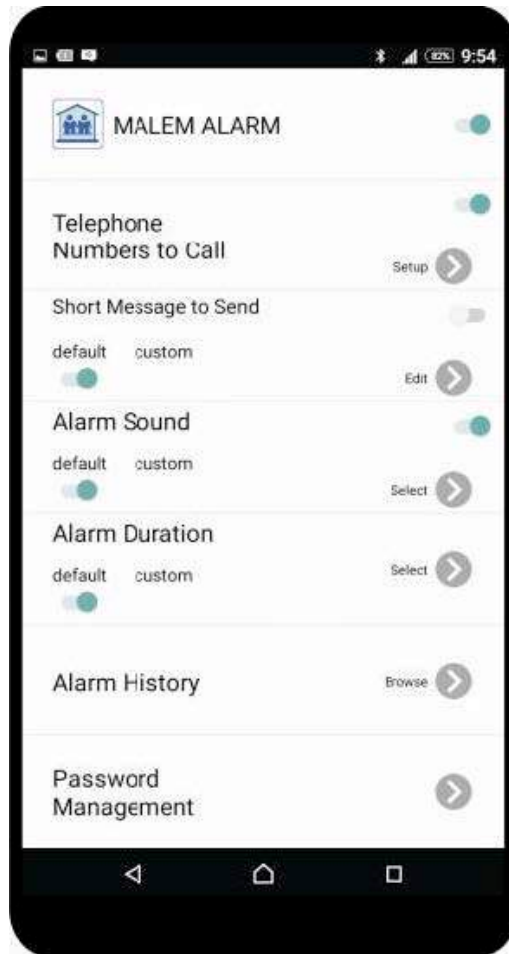 82% 9:54
MALEM ALARM
Telephone
Numbers to Call
Setup
Short Message to Send
default custom
Edit
Alarm Sound
default custom
Select
Alarm Duration
default custom
Select
Alarm History
Browse
Password
Management